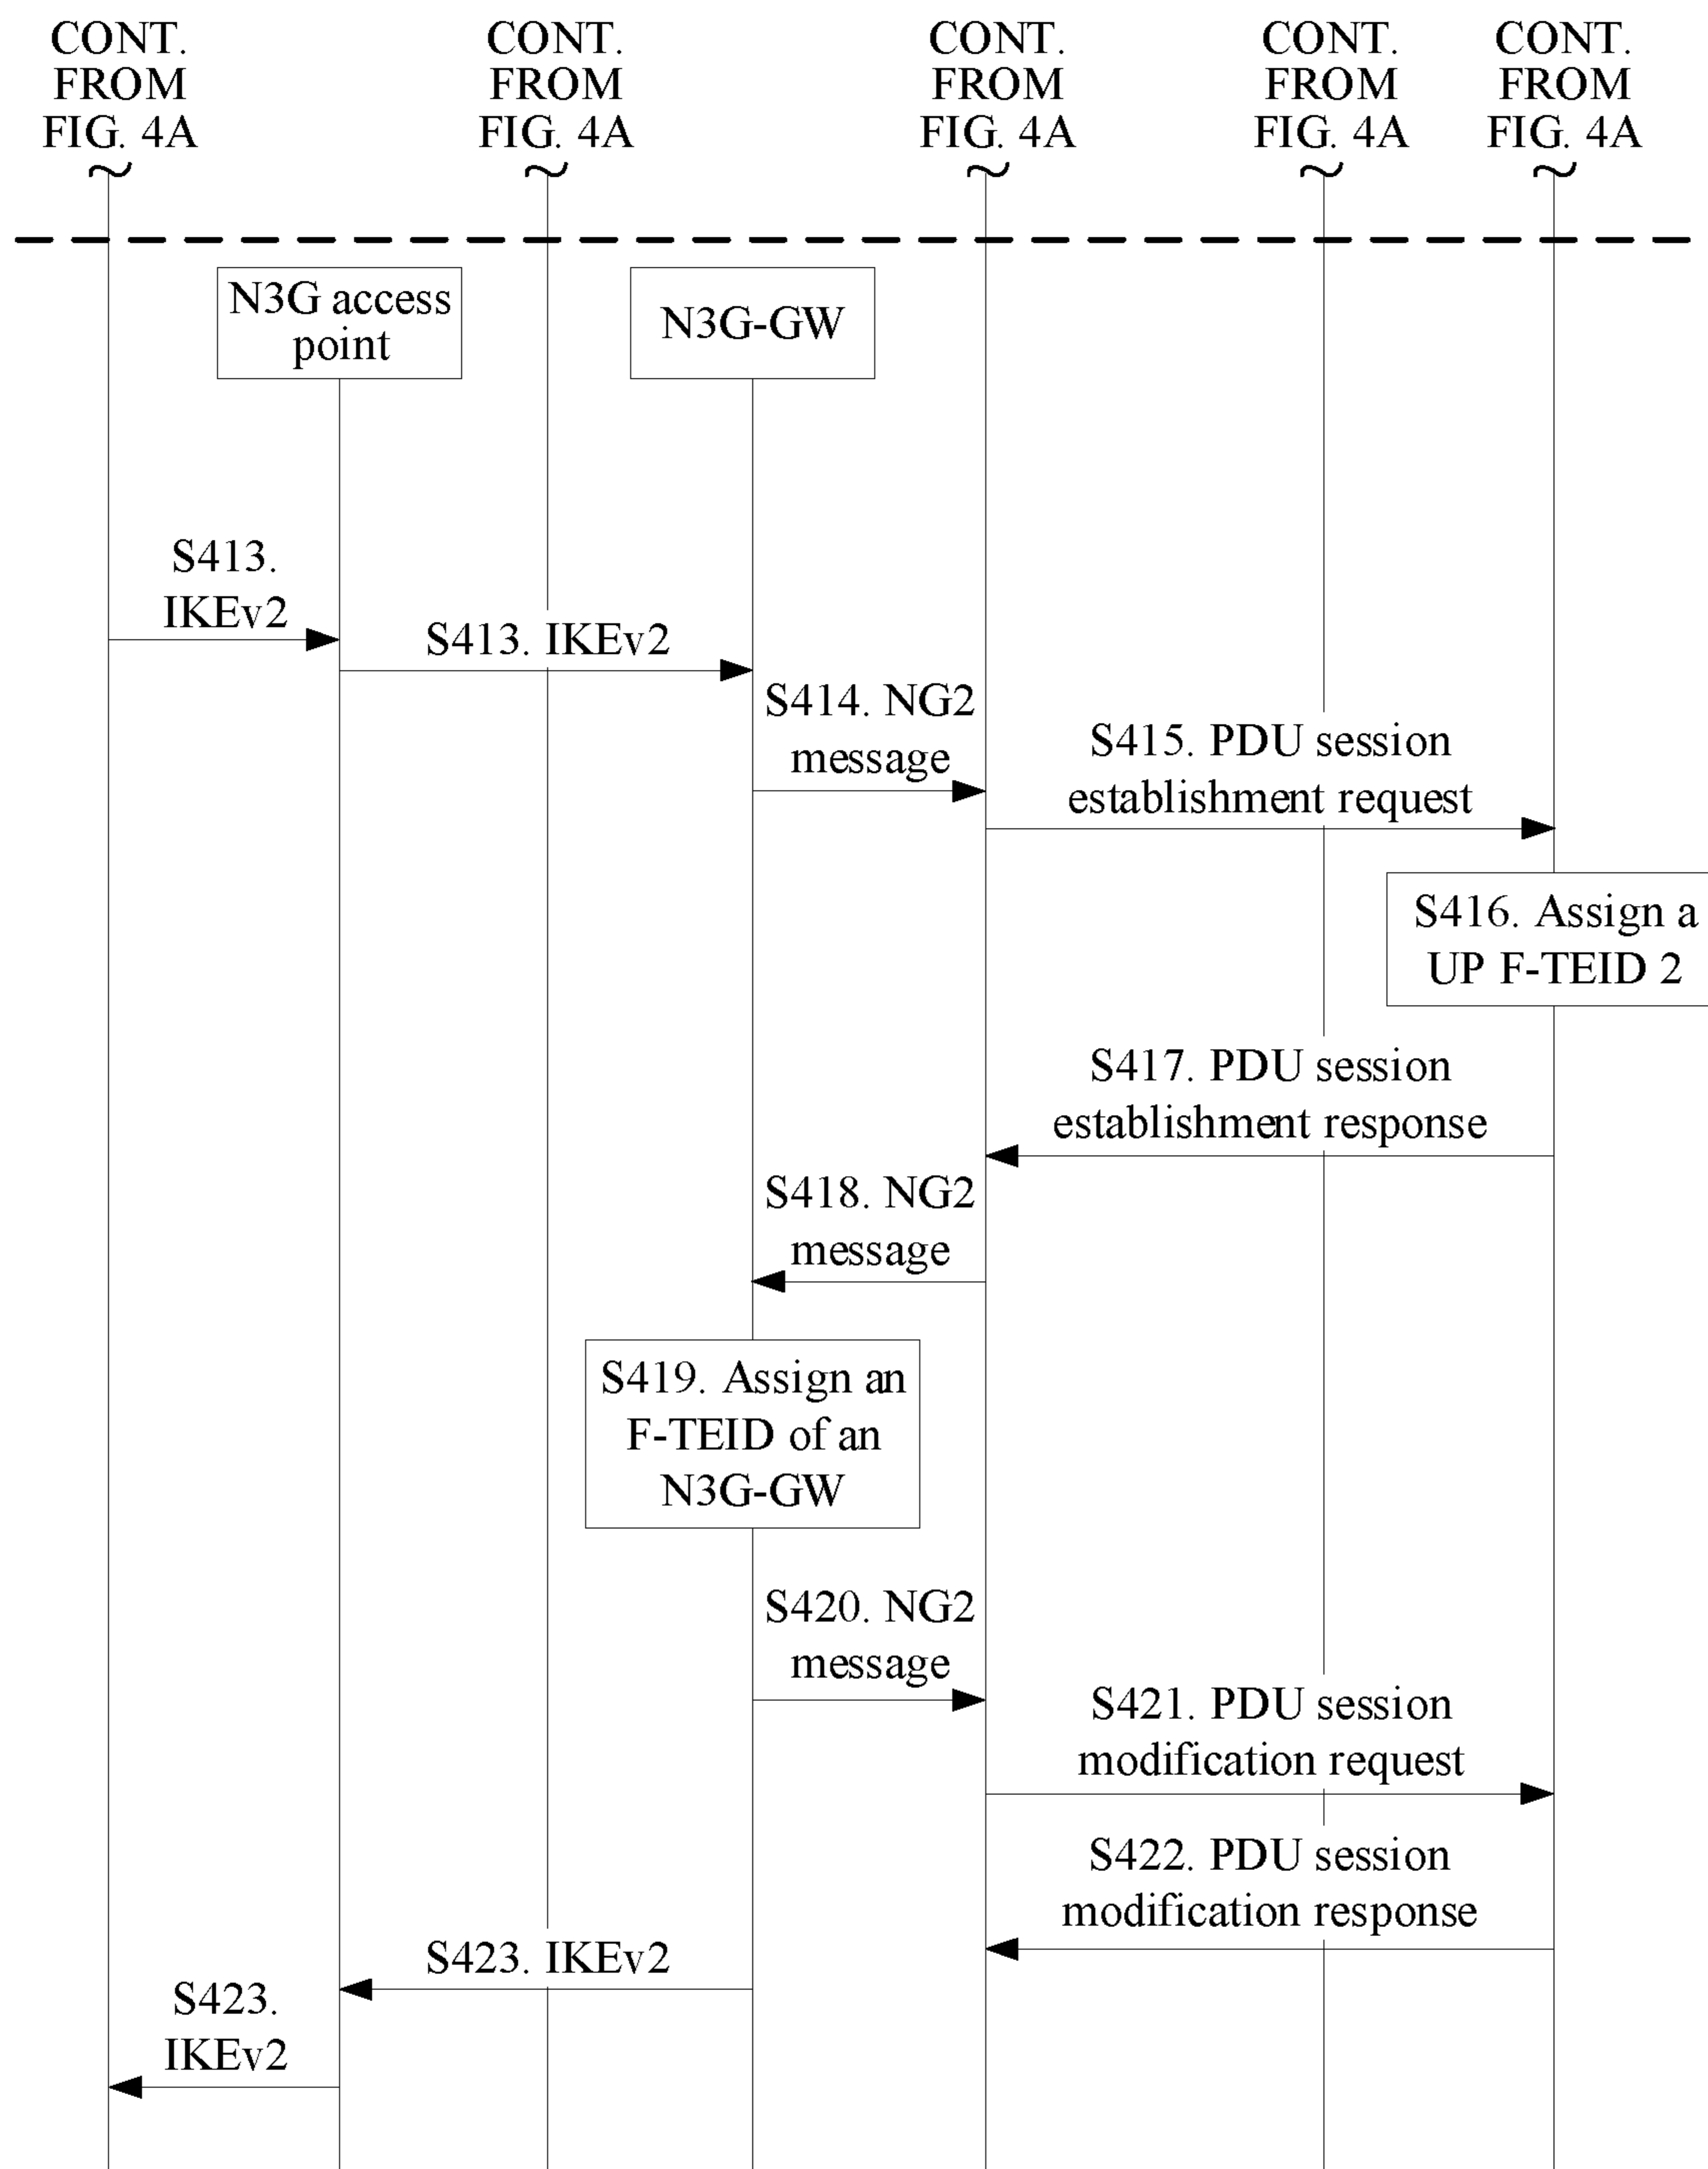 CONT.
FROM
FIG. 4A
CONT.
FROM
FIG. 4A
CONT.
FROM
FIG. 4A
CONT.
FROM
FIG. 4A
CONT.
FROM
FIG. 4A
N3G access
point
N3G-GW
S413.
IKEv2
S413. IKEv2
S414. NG2
message
S415. PDU session
establishment request
S416. Assign a
UP F-TEID 2
S417. PDU session
establishment response
S418. NG2
message
S419. Assign an
F-TEID of an
N3G-GW
S420. NG2
message
S421. PDU session
modification request
S422. PDU session
modification response
S423. IKEv2
S423.
IKEv2